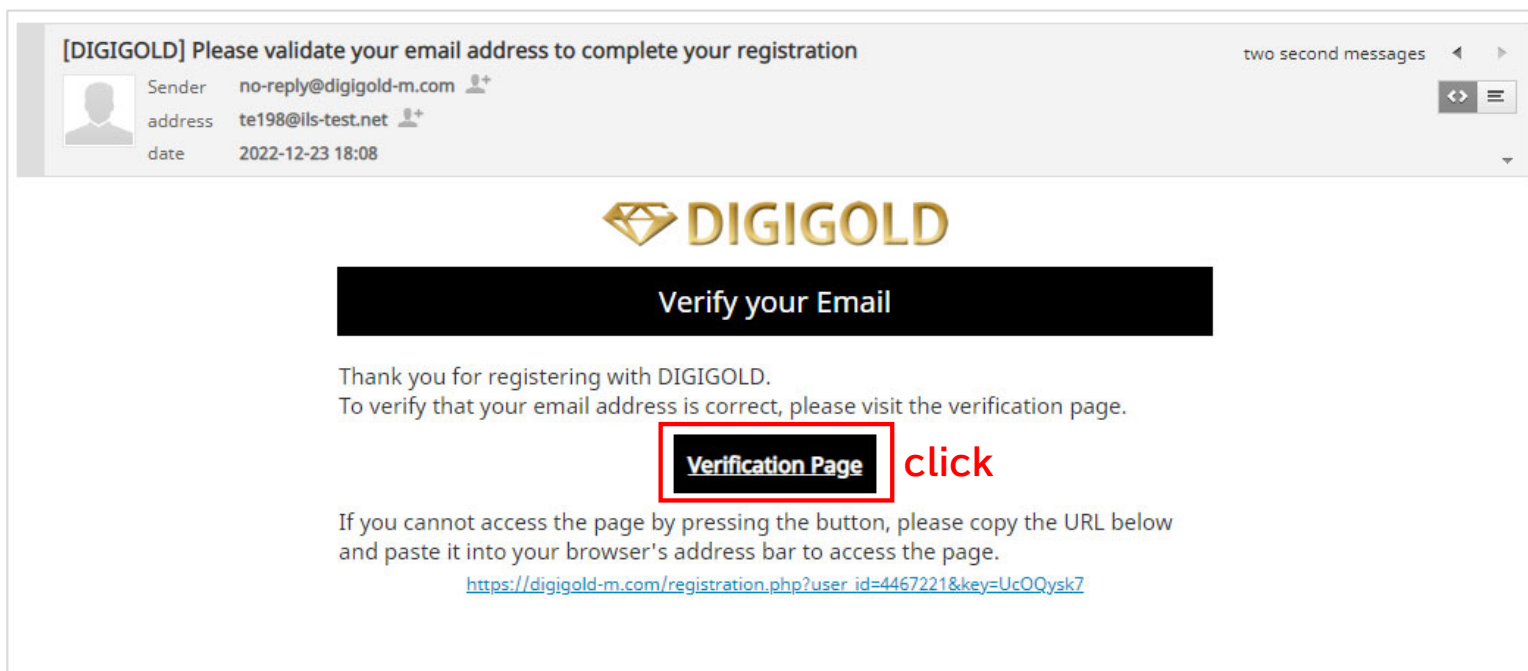 [DIGIGOLD] Please validate your email address to complete your registration
two second messages
Sender no-reply@digigold-m.com
address te198@ils-test.net
date 2022-12-23 18:08
DIGIGOLD
Verify your Email
Thank you for registering with DIGIGOLD.
To verify that your email address is correct, please visit the verification page.
Verification Page click
If you cannot access the page by pressing the button, please copy the URL below
and paste it into your browser's address bar to access the page.
https://digigold-m.com/registration.php?user_id=4467221&key=UcOQysk7